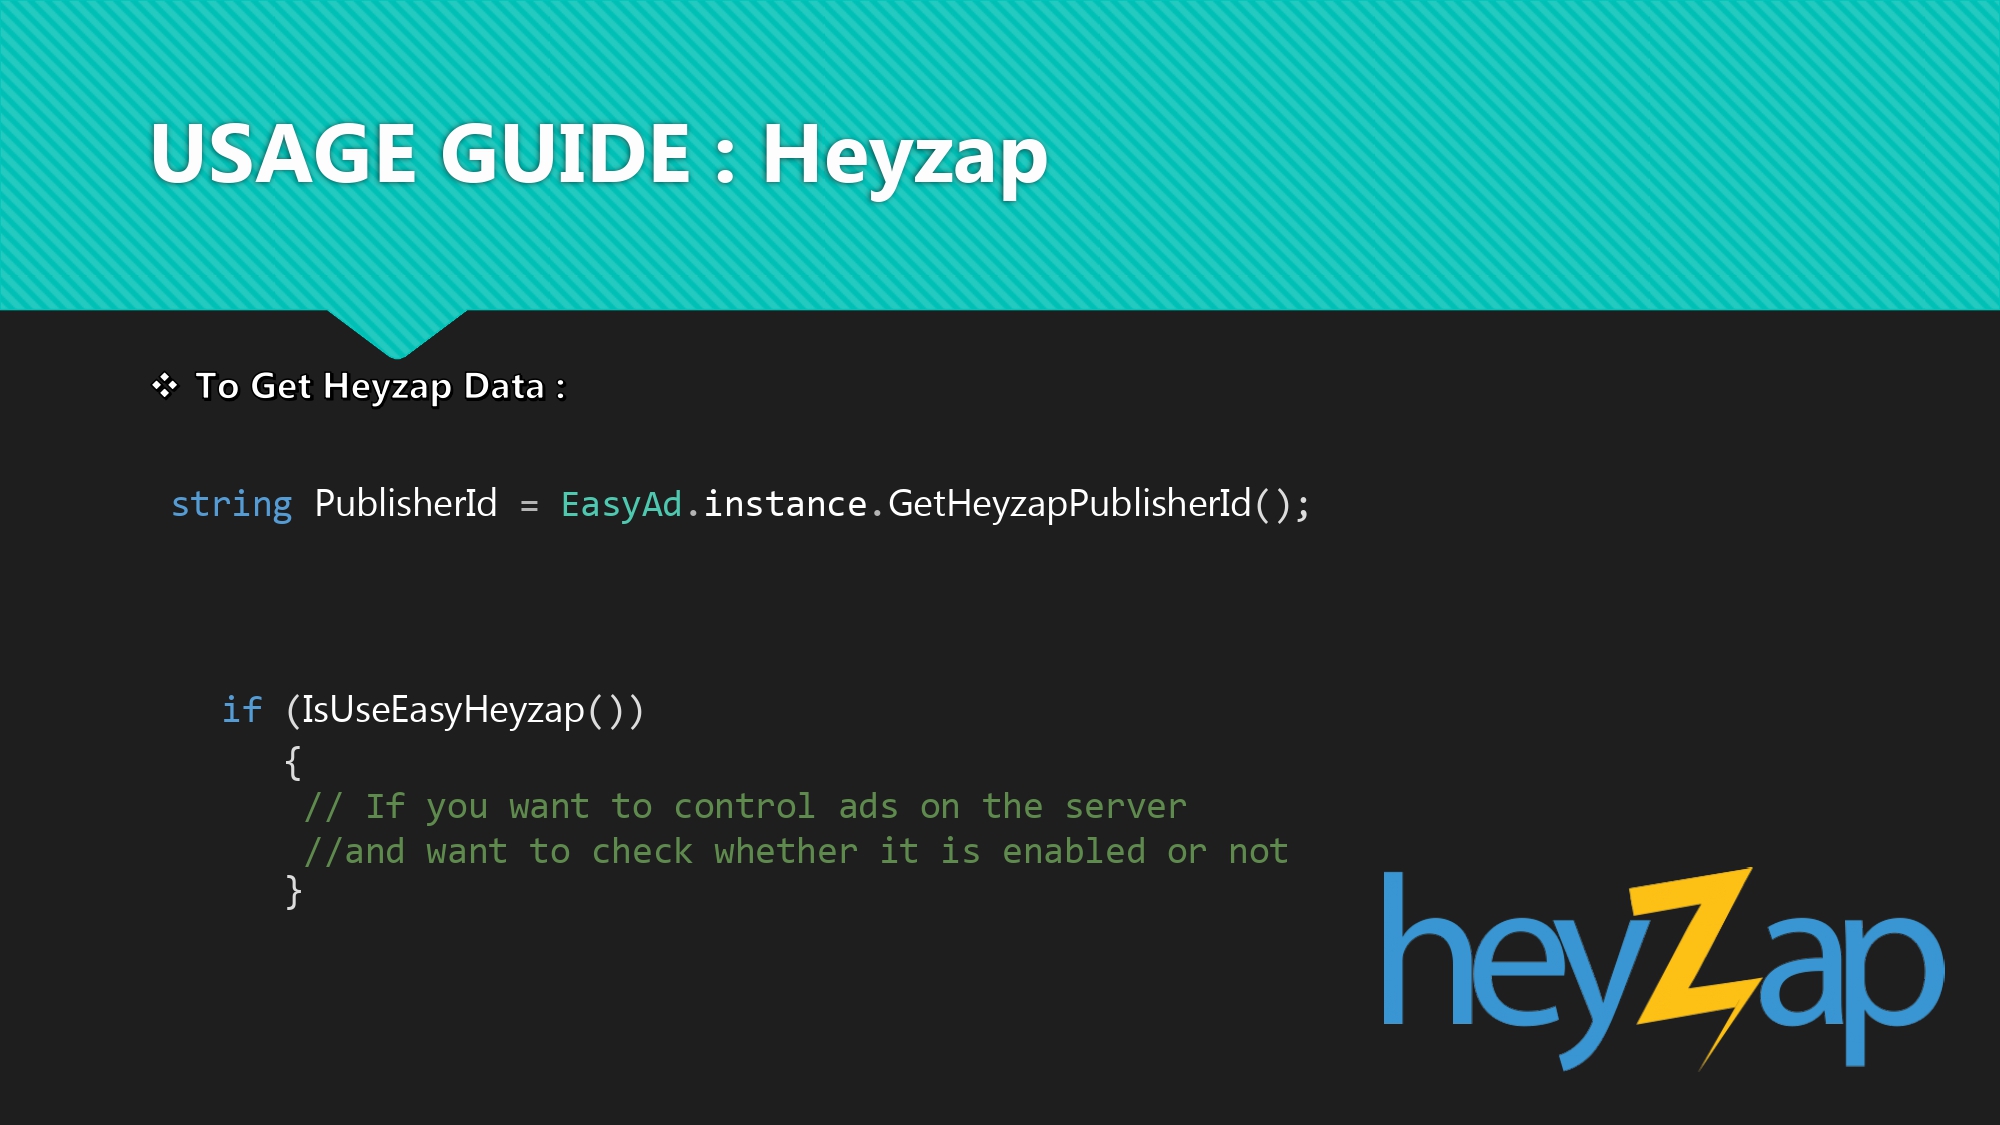 USAGE GUIDE : Heyzap
❖ To Get Heyzap Data :
string PublisherId = EasyAd.instance.GetHeyzapPublisherId();
if (IsUseEasyHeyzap())
{
// If you want to control ads on the server
//and want to check whether it is enabled or not
}
heyZap